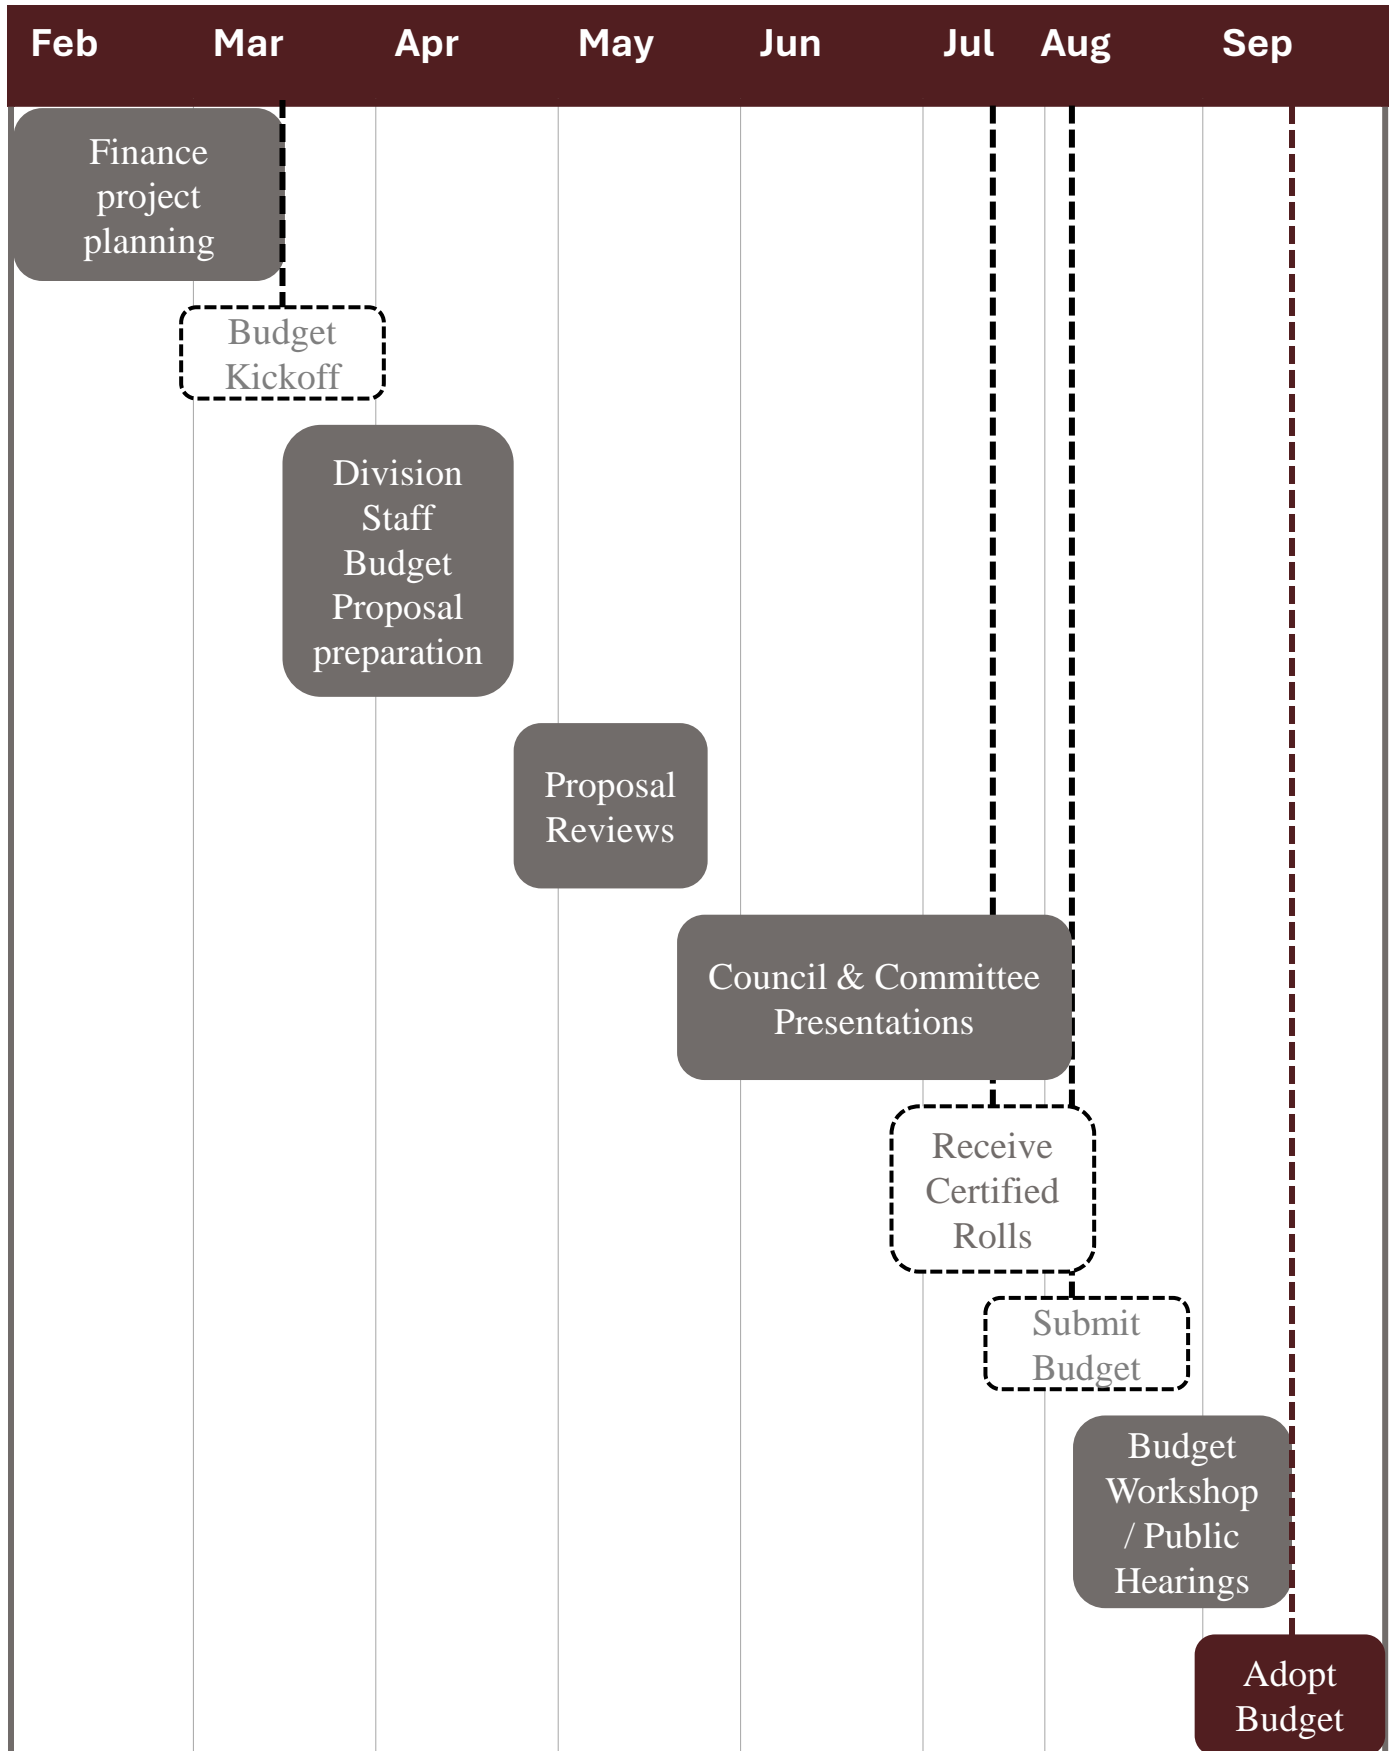 Feb Mar Apr May Jun Jul Aug Sep
Finance
project
planning
Budget
Kickoff
Division
Staff
Budget
Proposal
preparation
Proposal
Reviews
Council & Committee
Presentations
Receive
Certified
Rolls
Submit
Budget
Budget
Workshop
/ Public
Hearings
Adopt
Budget